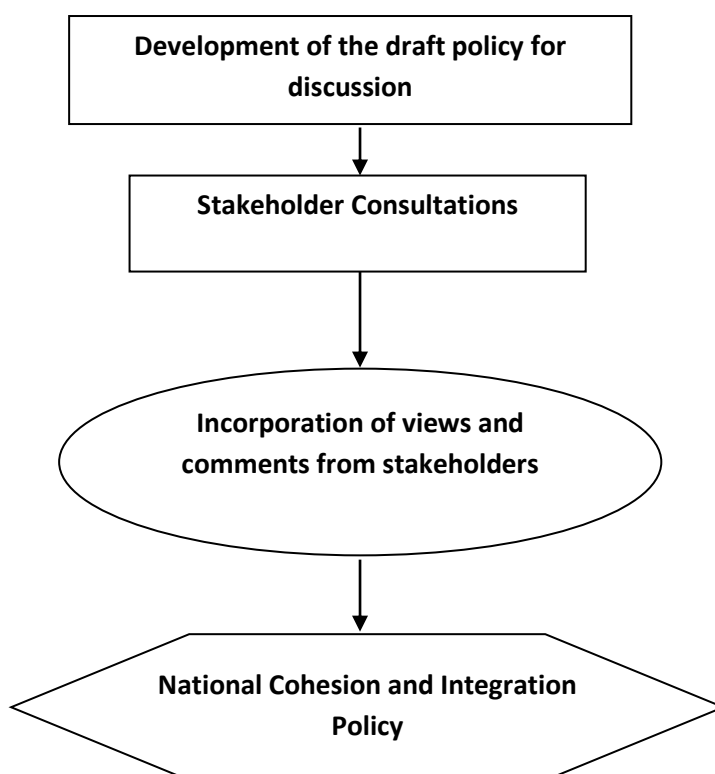 Development of the draft policy for
discussion
Stakeholder Consultations
Incorporation of views and
comments from stakeholders
National Cohesion and Integration
Policy